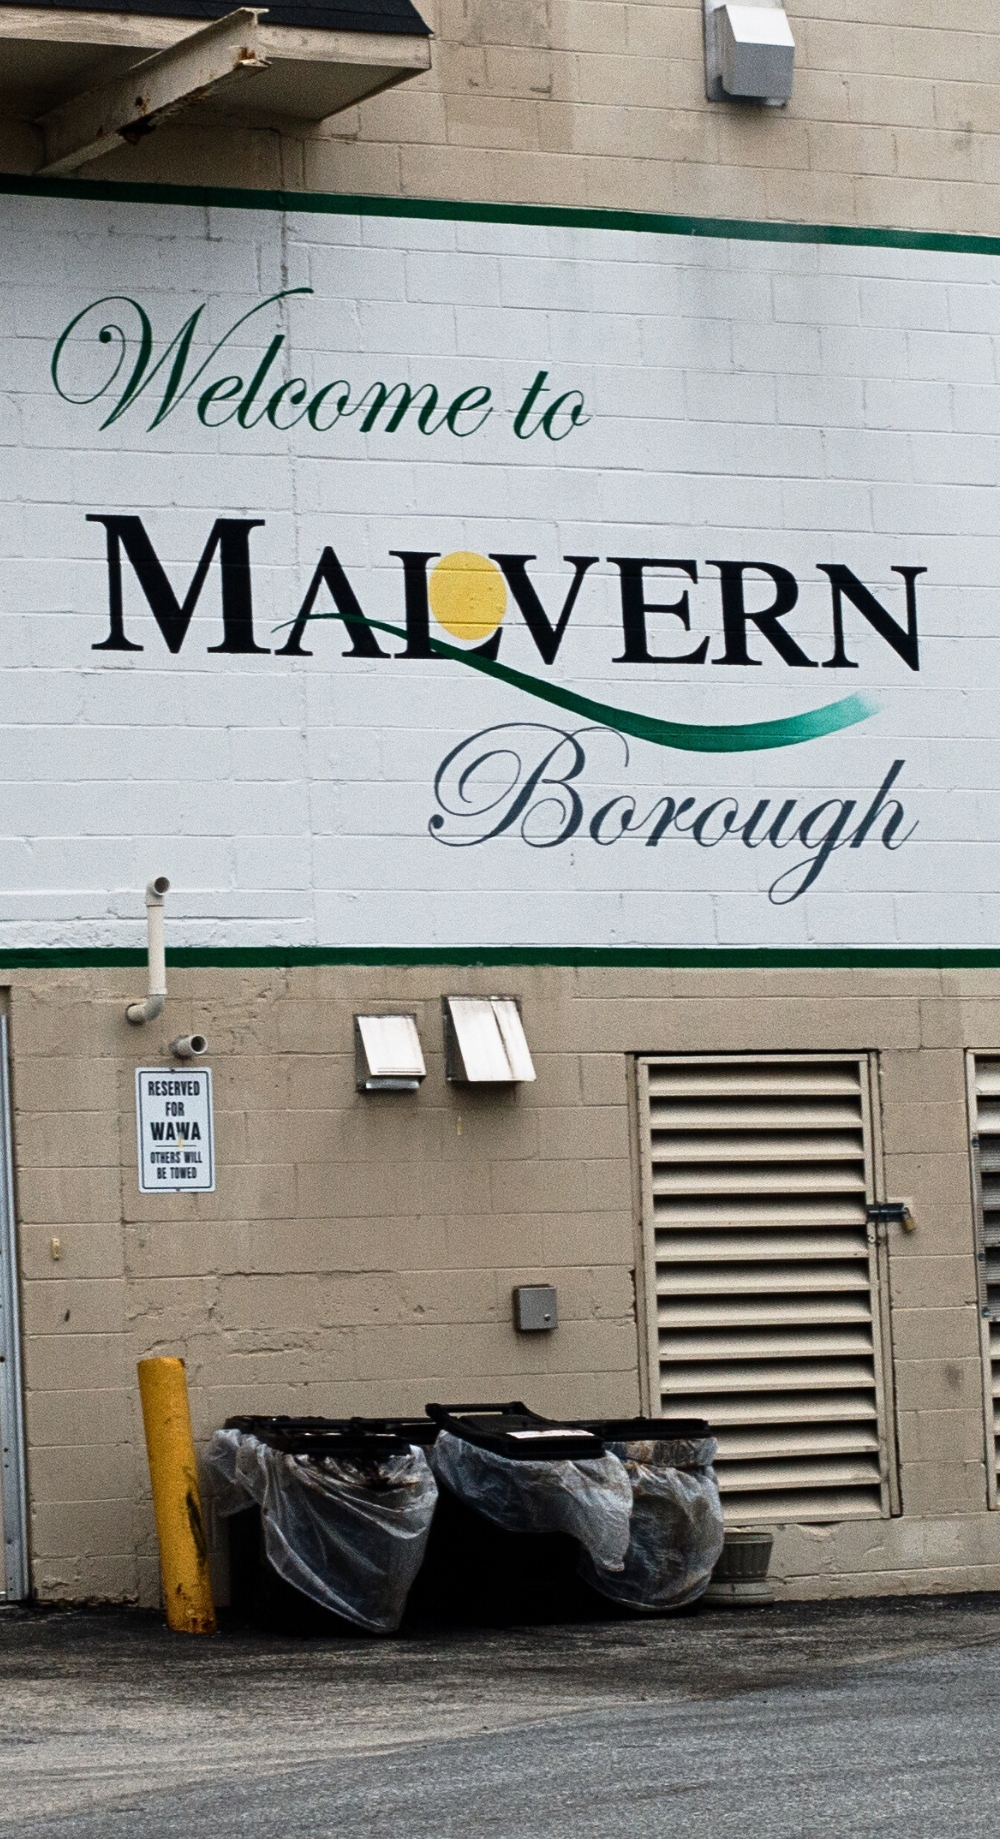 Welcome to
MALVERN
Borough
RESERVED
FOR
WAWA
OTHERS WILL
BE TOWED